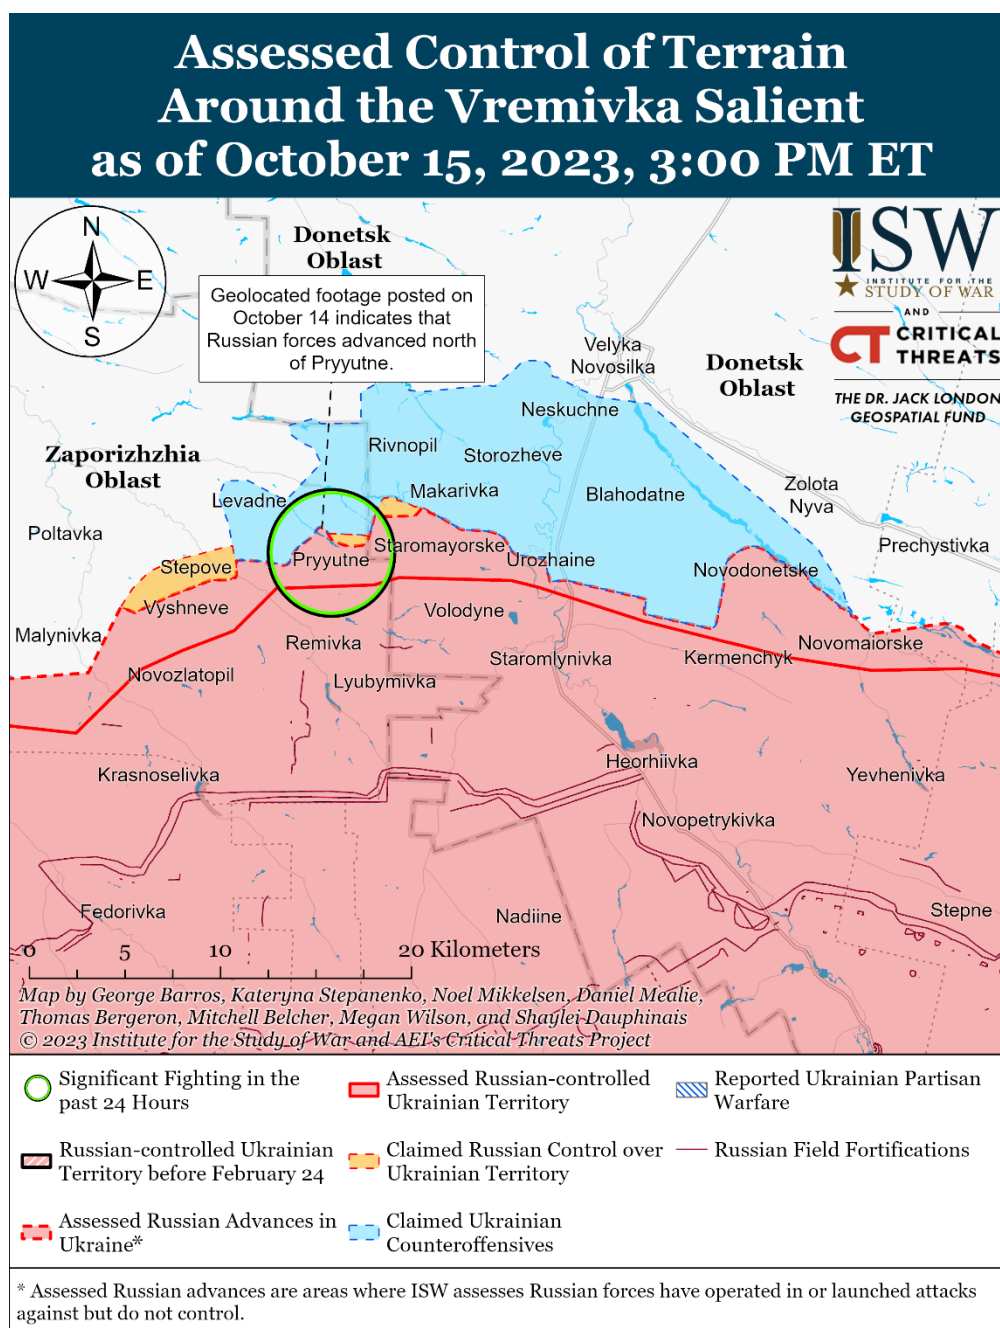 Assessed Control of Terrain
Around the Vremivka Salient
as of October 15, 2023, 3:00 PM ET
N
W
E
S
Donetsk
Oblast
Geolocated footage posted on
October 14 indicates that
Russian forces advanced north
of Pryyutne.
ISW
INSTITUTE FOR THE
STUDY OF WAR
AND
CT CRITICAL
THREATS
THE DR. JACK LONDON
GEOSPATIAL FUND
Velyka
Novosilka
Donetsk
Oblast
Neskuchne
Rivnopil
Storozheve
Zaporizhzhia
Oblast
Levadne
Makarivka
Blahodatne
Zolota
Nyva
Poltavka
Staromayorske
Prechystivka
Stepove
Pryyutne
Urozhaine
Novodonetske
Vyshneve
Volodyne
Malynivka
Remivka
Staromlynivka
Kermenchyk
Novomaiorske
Novozlatopil
Lyubymivka
Krasnoselivka
Heorhiivka
Yevhenivka
Novopetrykivka
Fedorivka
Nadiine
Stepne
0 5 10 20 Kilometers
Map by George Barros, Kateryna Stepanenko, Noel Mikkelsen, Daniel Mealie,
Thomas Bergeron, Mitchell Belcher, Megan Wilson, and Shaylei Dauphinais
© 2023 Institute for the Study of War and AEI's Critical Threats Project
Significant Fighting in the
past 24 Hours
Assessed Russian-controlled
Ukrainian Territory
Reported Ukrainian Partisan
Warfare
Russian-controlled Ukrainian
Territory before February 24
Claimed Russian Control over
Ukrainian Territory
Russian Field Fortifications
Assessed Russian Advances in
Ukraine*
Claimed Ukrainian
Counteroffensives
* Assessed Russian advances are areas where ISW assesses Russian forces have operated in or launched attacks
against but do not control.